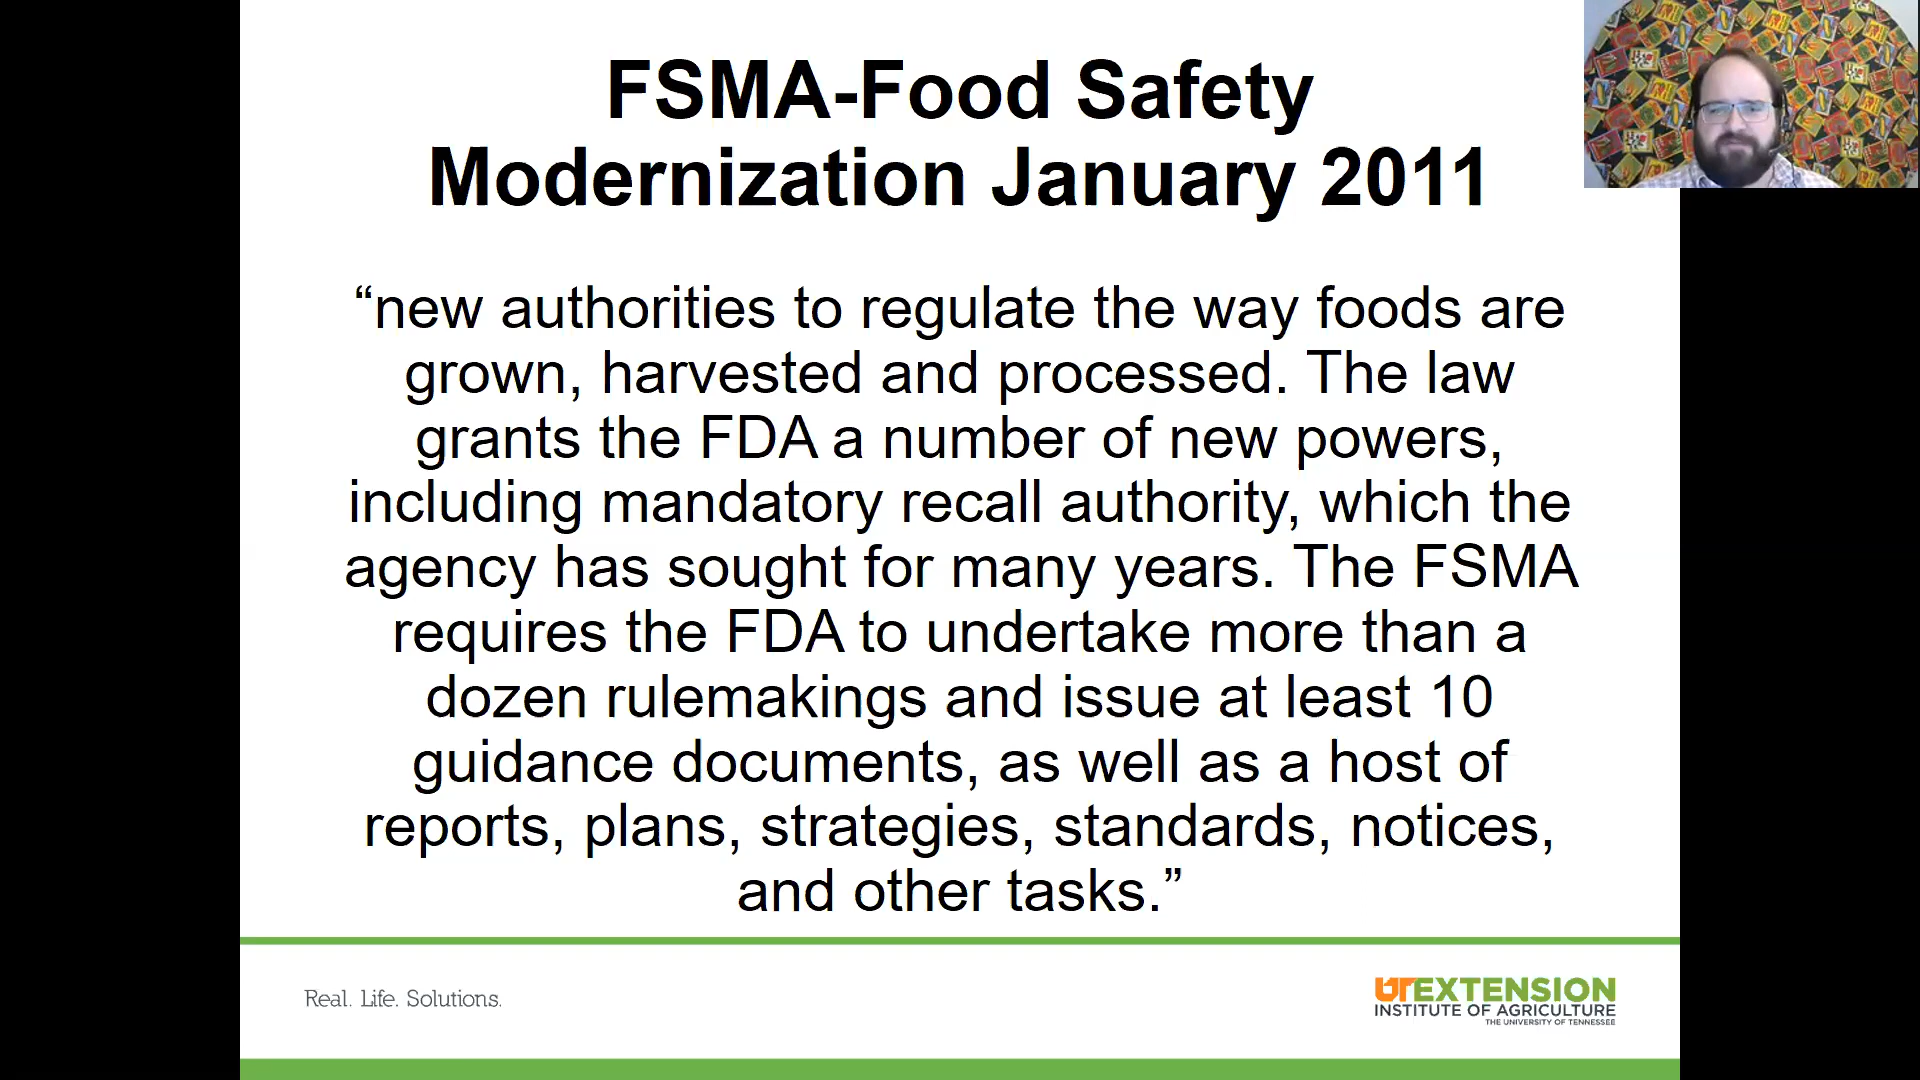 FSMA-Food Safety
Modernization January 2011
“new authorities to regulate the way foods are
grown, harvested and processed. The law
grants the FDA a number of new powers,
including mandatory recall authority, which the
agency has sought for many years. The FSMA
requires the FDA to undertake more than a
dozen rulemakings and issue at least 10
guidance documents, as well as a host of
reports, plans, strategies, standards, notices,
and other tasks.”
Real. Life. Solutions.
UTEXTENSION
INSTITUTE OF AGRICULTURE
THE UNIVERSITY OF TENNESSEE